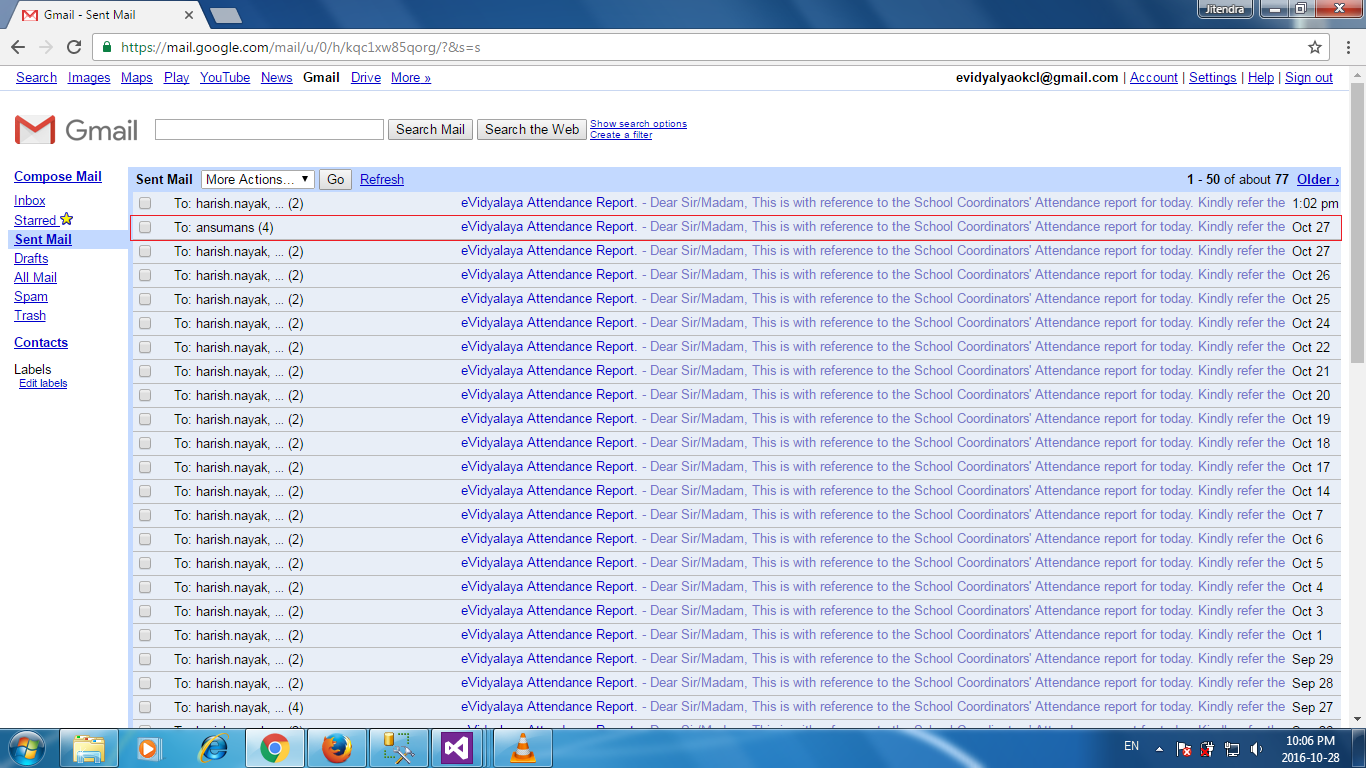 Gmail - Sent Mail
Jitendra
https://mail.google.com/mail/u/0/h/kqc1xw85qorg/?&s=s
Search Images Maps Play YouTube News Gmail Drive More »
evidyalyaokcl@gmail.com | Account | Settings | Help | Sign out
Gmail
Search Mail Search the Web
Show search options
Create a filter
Compose Mail
Inbox
Starred
Sent Mail
Drafts
All Mail
Spam
Trash
Contacts
Labels
Edit labels
Sent Mail More Actions... Go Refresh 1 - 50 of about 77 Older ›
To: harish.nayak, ... (2) eVidyalaya Attendance Report. - Dear Sir/Madam, This is with reference to the School Coordinators' Attendance report for today. Kindly refer the 1:02 pm
To: ansumans (4) eVidyalaya Attendance Report. - Dear Sir/Madam, This is with reference to the School Coordinators' Attendance report for today. Kindly refer the Oct 27
To: harish.nayak, ... (2) eVidyalaya Attendance Report. - Dear Sir/Madam, This is with reference to the School Coordinators' Attendance report for today. Kindly refer the Oct 27
To: harish.nayak, ... (2) eVidyalaya Attendance Report. - Dear Sir/Madam, This is with reference to the School Coordinators' Attendance report for today. Kindly refer the Oct 26
To: harish.nayak, ... (2) eVidyalaya Attendance Report. - Dear Sir/Madam, This is with reference to the School Coordinators' Attendance report for today. Kindly refer the Oct 25
To: harish.nayak, ... (2) eVidyalaya Attendance Report. - Dear Sir/Madam, This is with reference to the School Coordinators' Attendance report for today. Kindly refer the Oct 24
To: harish.nayak, ... (2) eVidyalaya Attendance Report. - Dear Sir/Madam, This is with reference to the School Coordinators' Attendance report for today. Kindly refer the Oct 22
To: harish.nayak, ... (2) eVidyalaya Attendance Report. - Dear Sir/Madam, This is with reference to the School Coordinators' Attendance report for today. Kindly refer the Oct 21
To: harish.nayak, ... (2) eVidyalaya Attendance Report. - Dear Sir/Madam, This is with reference to the School Coordinators' Attendance report for today. Kindly refer the Oct 20
To: harish.nayak, ... (2) eVidyalaya Attendance Report. - Dear Sir/Madam, This is with reference to the School Coordinators' Attendance report for today. Kindly refer the Oct 19
To: harish.nayak, ... (2) eVidyalaya Attendance Report. - Dear Sir/Madam, This is with reference to the School Coordinators' Attendance report for today. Kindly refer the Oct 18
To: harish.nayak, ... (2) eVidyalaya Attendance Report. - Dear Sir/Madam, This is with reference to the School Coordinators' Attendance report for today. Kindly refer the Oct 17
To: harish.nayak, ... (2) eVidyalaya Attendance Report. - Dear Sir/Madam, This is with reference to the School Coordinators' Attendance report for today. Kindly refer the Oct 14
To: harish.nayak, ... (2) eVidyalaya Attendance Report. - Dear Sir/Madam, This is with reference to the School Coordinators' Attendance report for today. Kindly refer the Oct 7
To: harish.nayak, ... (2) eVidyalaya Attendance Report. - Dear Sir/Madam, This is with reference to the School Coordinators' Attendance report for today. Kindly refer the Oct 6
To: harish.nayak, ... (2) eVidyalaya Attendance Report. - Dear Sir/Madam, This is with reference to the School Coordinators' Attendance report for today. Kindly refer the Oct 5
To: harish.nayak, ... (2) eVidyalaya Attendance Report. - Dear Sir/Madam, This is with reference to the School Coordinators' Attendance report for today. Kindly refer the Oct 4
To: harish.nayak, ... (2) eVidyalaya Attendance Report. - Dear Sir/Madam, This is with reference to the School Coordinators' Attendance report for today. Kindly refer the Oct 3
To: harish.nayak, ... (2) eVidyalaya Attendance Report. - Dear Sir/Madam, This is with reference to the School Coordinators' Attendance report for today. Kindly refer the Oct 1
To: harish.nayak, ... (2) eVidyalaya Attendance Report. - Dear Sir/Madam, This is with reference to the School Coordinators' Attendance report for today. Kindly refer the Sep 29
To: harish.nayak, ... (2) eVidyalaya Attendance Report. - Dear Sir/Madam, This is with reference to the School Coordinators' Attendance report for today. Kindly refer the Sep 28
To: harish.nayak, ... (4) eVidyalaya Attendance Report. - Dear Sir/Madam, This is with reference to the School Coordinators' Attendance report for today. Kindly refer the Sep 27
EN
10:06 PM
2016-10-28